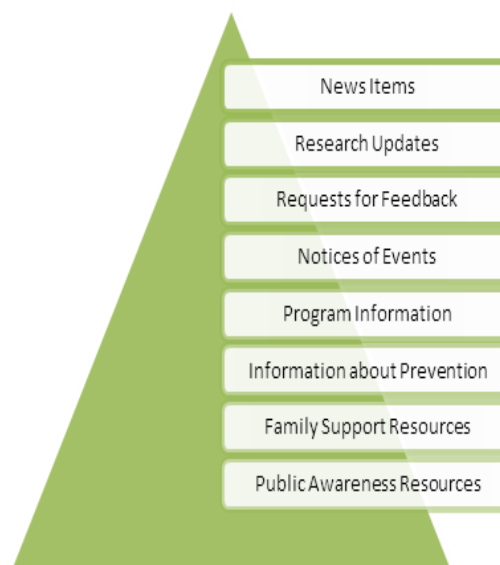 News Items
Research Updates
Requests for Feedback
Notices of Events
Program Information
Information about Prevention
Family Support Resources
Public Awareness Resources